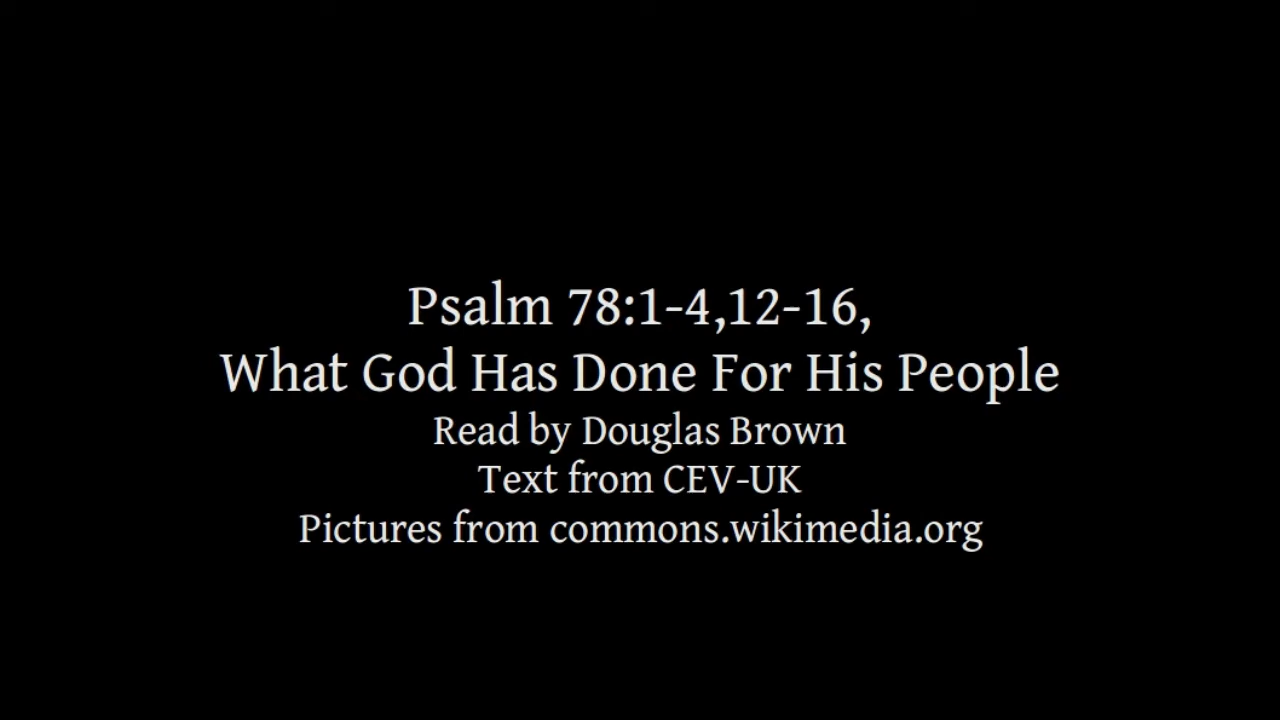 Psalm 78:1-4,12-16,
What God Has Done For His People
Read by Douglas Brown
Text from CEV-UK
Pictures from commons.wikimedia.org